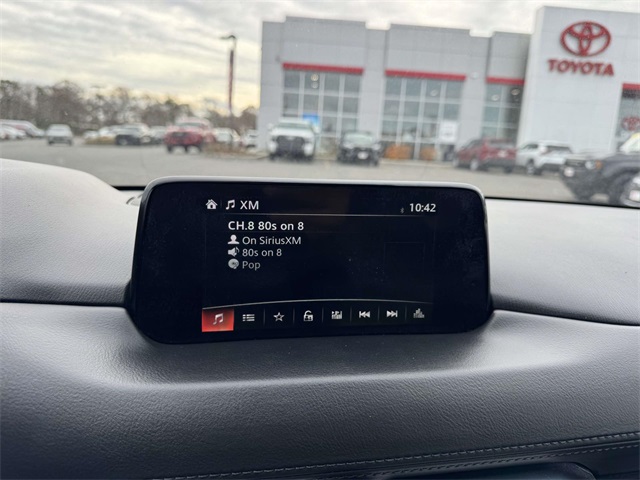 TOYOTA
XM
10:42
CH.8 80s on 8
On SiriusXM
80s on 8
Pop